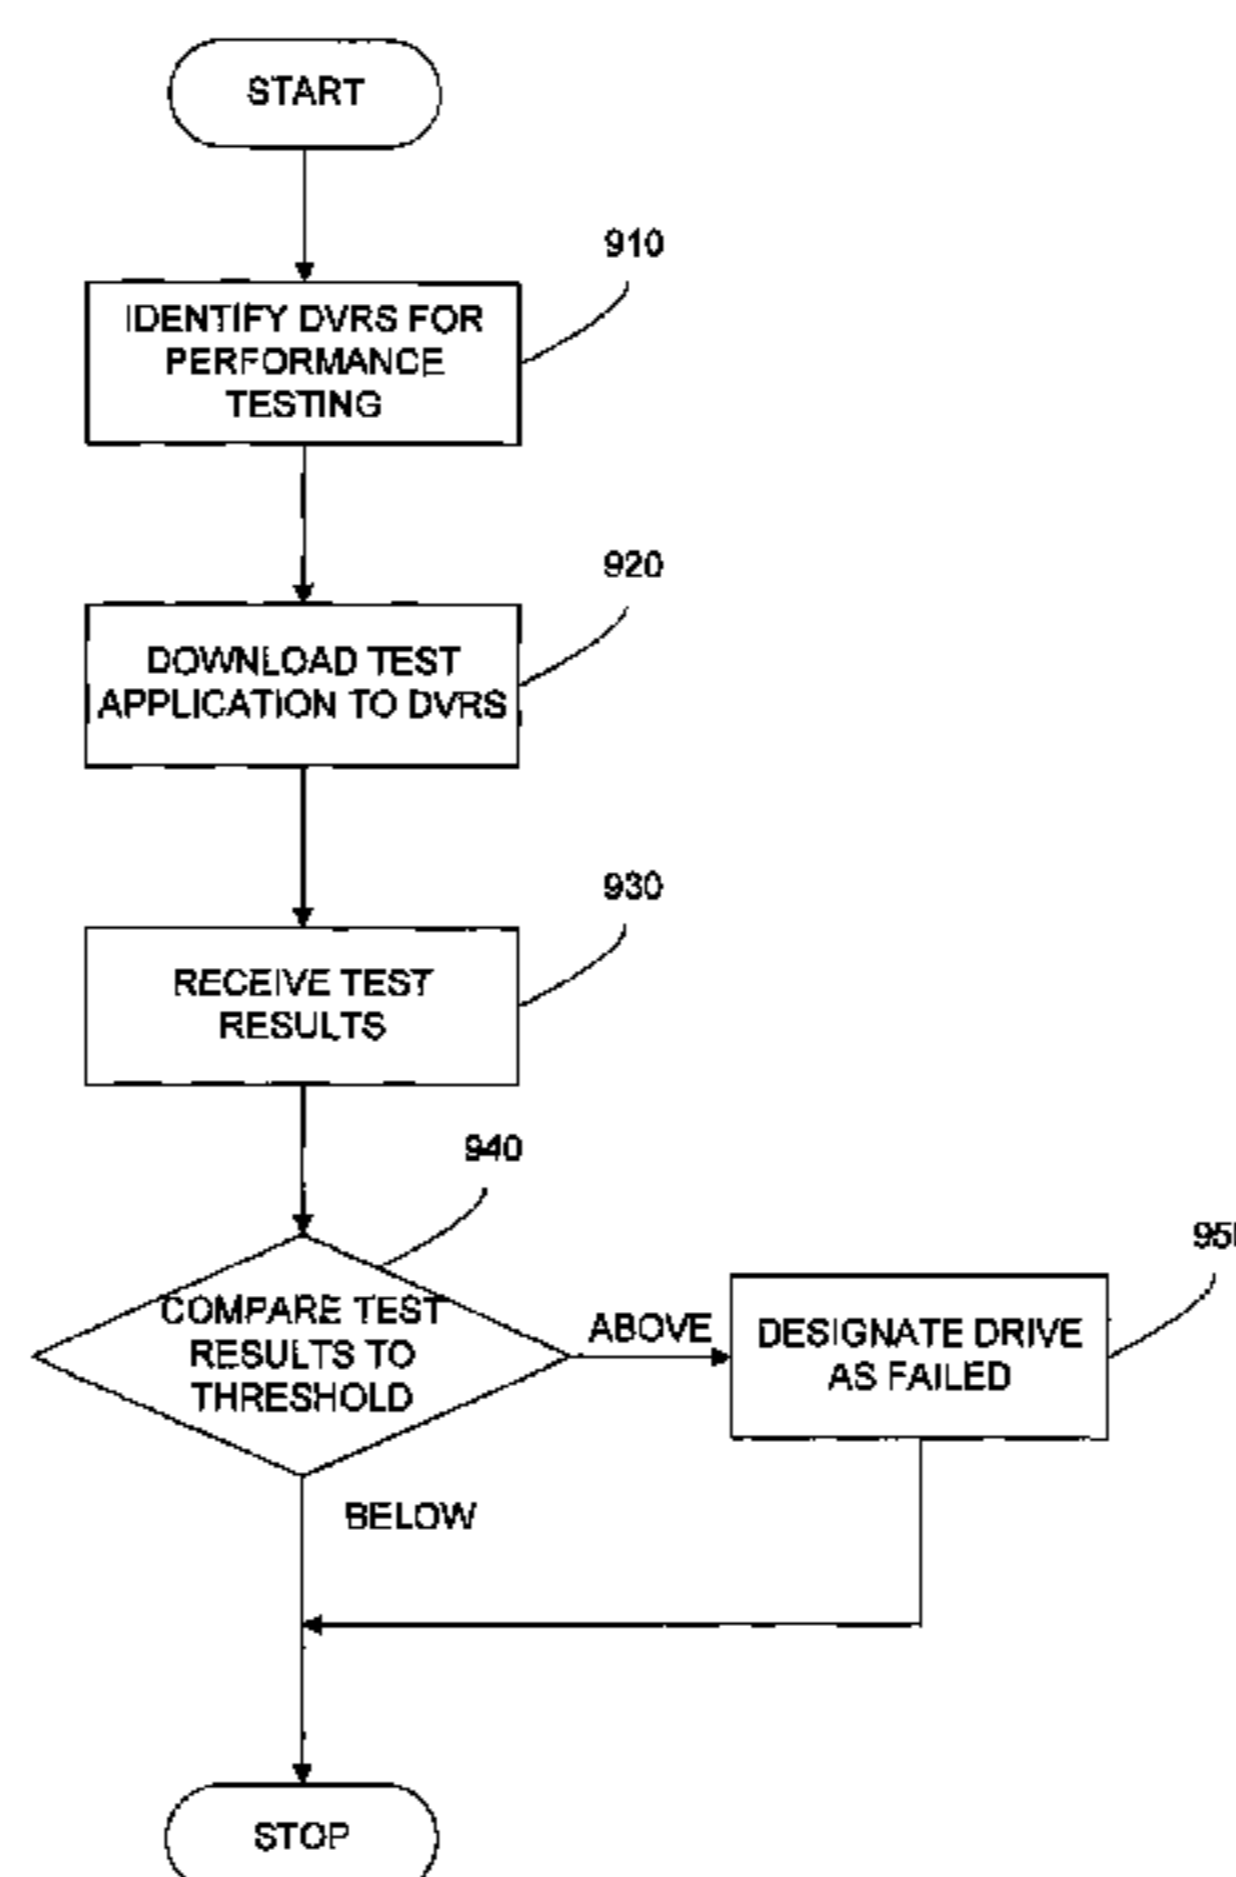 START
910
IDENTIFY DVRS FOR
PERFORMANCE
TESTING
920
DOWNLOAD TEST
APPLICATION TO DVRS
930
RECEIVE TEST
RESULTS
940
COMPARE TEST
RESULTS TO
THRESHOLD
ABOVE
DESIGNATE DRIVE
AS FAILED
BELOW
STOP